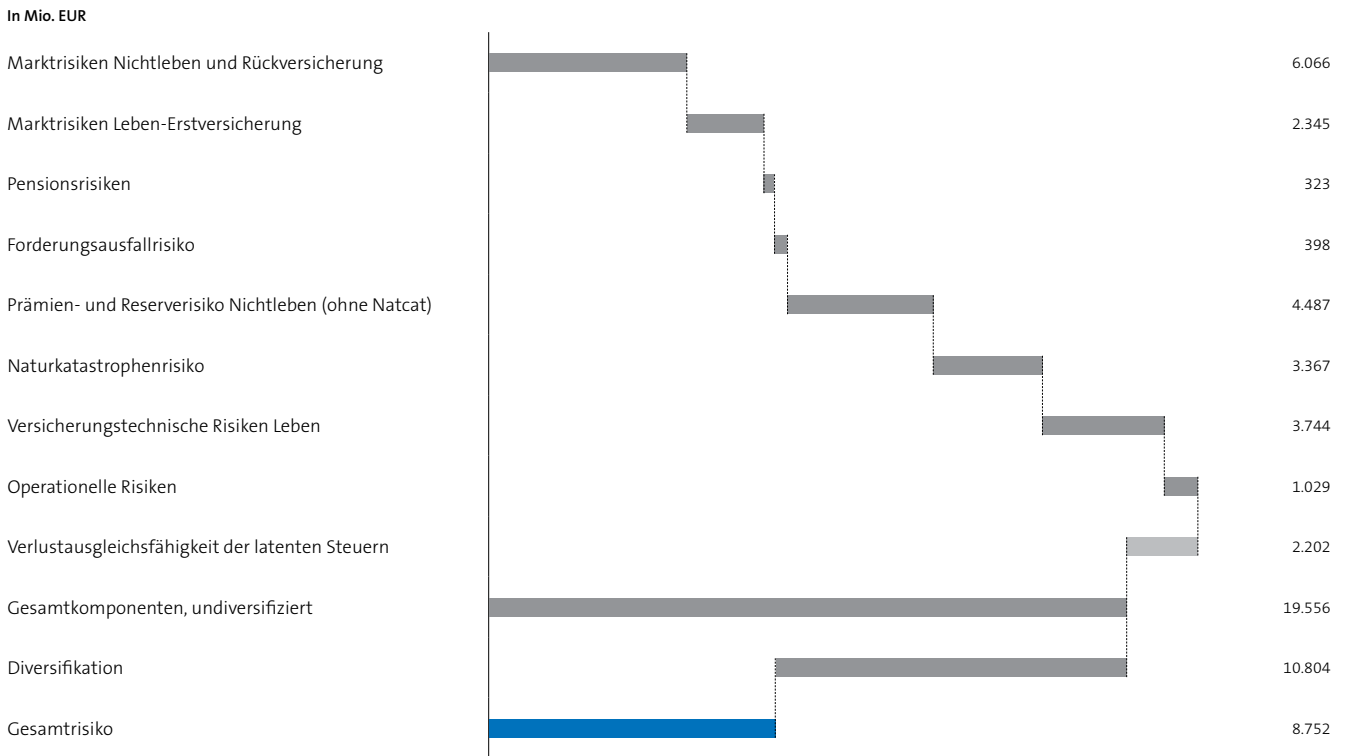 In Mio. EUR
Marktrisiken Nichtleben und Rückversicherung 6.066
Marktrisiken Leben-Erstversicherung 2.345
Pensionsrisiken 323
Forderungsausfallrisiko 398
Prämien- und Reserverisiko Nichtleben (ohne Natcat) 4.487
Naturkatastrophenrisiko 3.367
Versicherungstechnische Risiken Leben 3.744
Operationelle Risiken 1.029
Verlustausgleichsfähigkeit der latenten Steuern 2.202
Gesamtkomponenten, undiversifiziert 19.556
Diversifikation 10.804
Gesamtrisiko 8.752